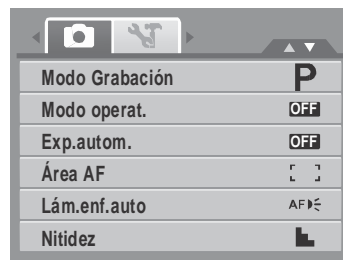 Modo Grabación P
Modo operat. OFF
Exp.autom. OFF
Área AF
Lám.enf.auto AF
Nitidez